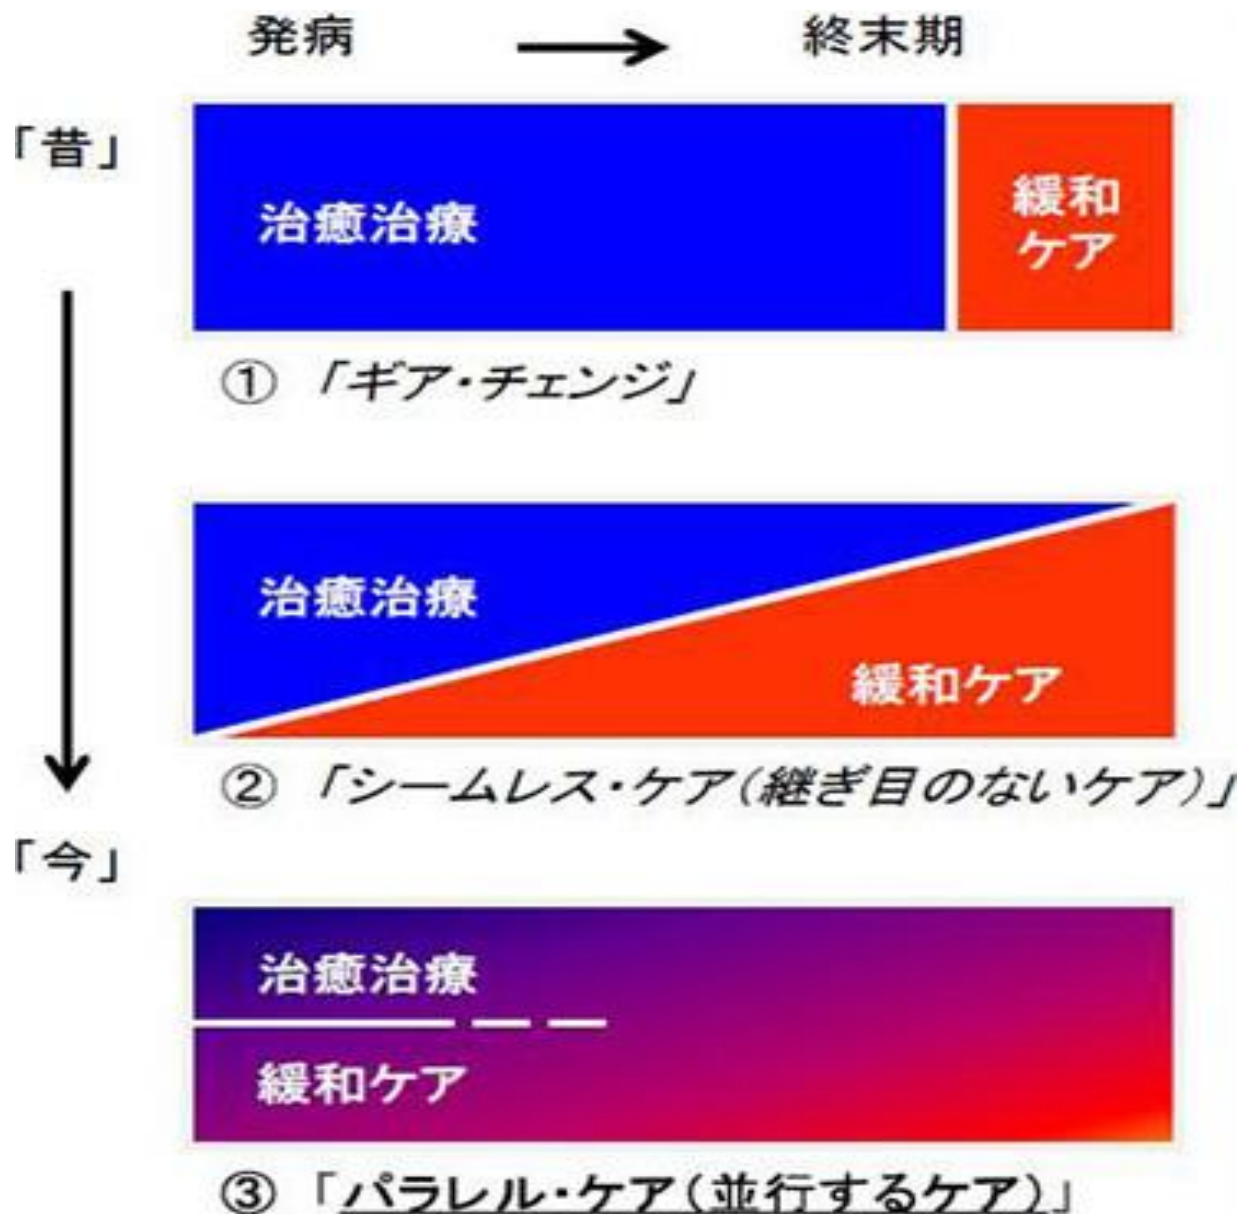 発病 → 終末期
「昔」
治癒治療
緩和
ケア
① 「ギア・チェンジ」
治癒治療
緩和ケア
② 「シームレス・ケア(継ぎ目のないケア)」
「今」
治癒治療
緩和ケア
③ 「パラレル・ケア(並行するケア)」